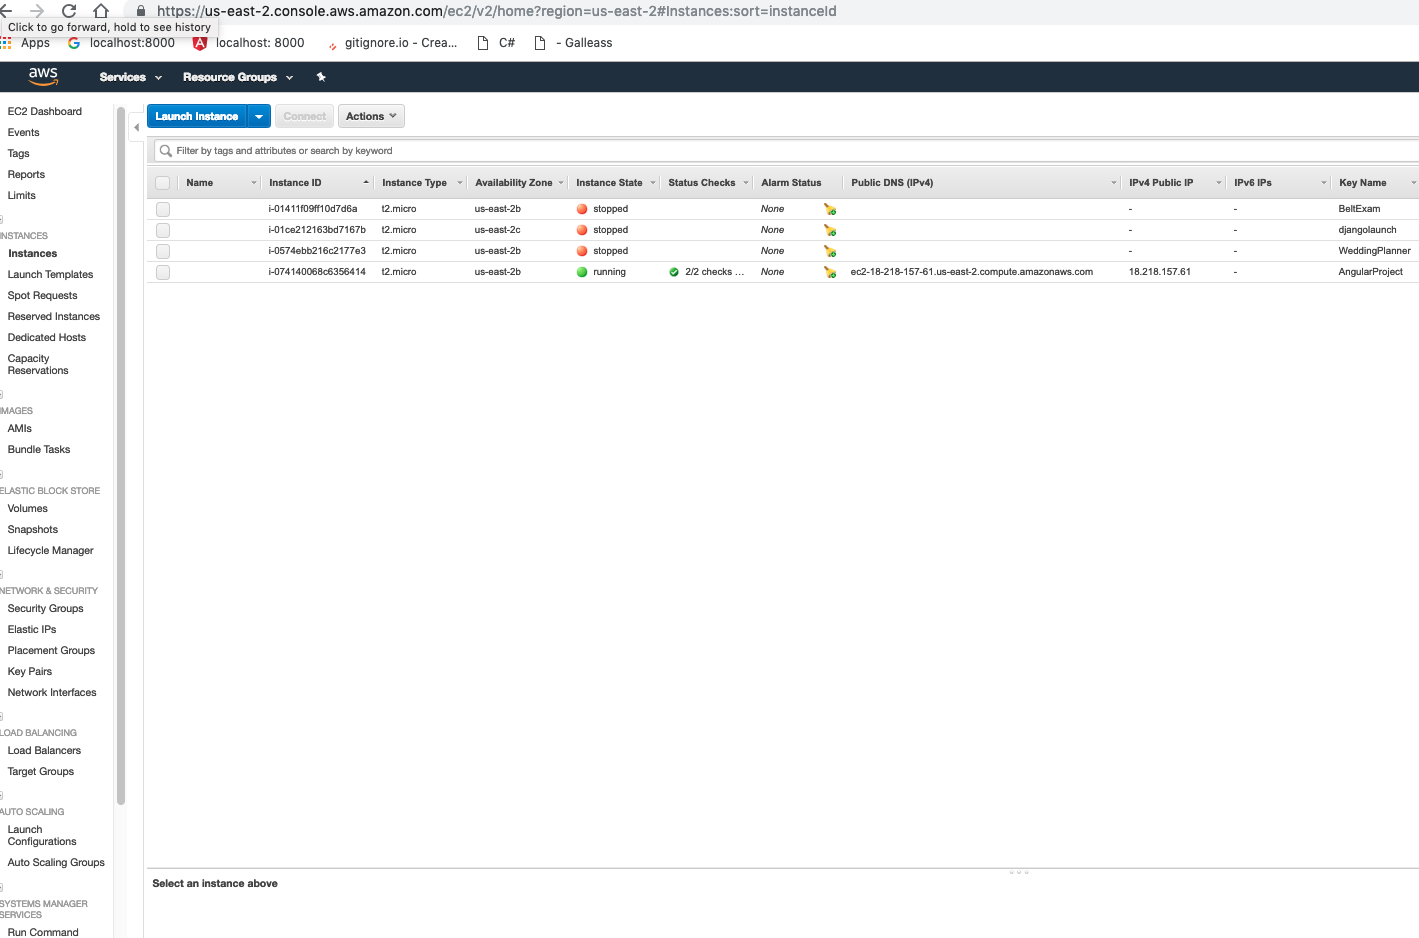 https://us-east-2.console.aws.amazon.com/ec2/v2/home?region=us-east-2#Instances:sort=instanceId
Click to go forward, hold to see history
Apps localhost:8000 localhost: 8000 gitignore.io - Crea... C# - Galleass
aws Services Resource Groups
EC2 Dashboard
Events
Tags
Reports
Limits
INSTANCES
Instances
Launch Templates
Spot Requests
Reserved Instances
Dedicated Hosts
Capacity
Reservations
IMAGES
AMIs
Bundle Tasks
ELASTIC BLOCK STORE
Volumes
Snapshots
Lifecycle Manager
NETWORK & SECURITY
Security Groups
Elastic IPs
Placement Groups
Key Pairs
Network Interfaces
LOAD BALANCING
Load Balancers
Target Groups
AUTO SCALING
Launch
Configurations
Auto Scaling Groups
SYSTEMS MANAGER
SERVICES
Run Command
Launch Instance Connect Actions
Filter by tags and attributes or search by keyword
Name Instance ID Instance Type Availability Zone Instance State Status Checks Alarm Status Public DNS (IPv4) IPv4 Public IP IPv6 IPs Key Name
i-01411f09ff10d7d6a t2.micro us-east-2b stopped None - - BeltExam
i-01ce212163bd7167b t2.micro us-east-2c stopped None - - djangolaunch
i-0574ebb216c2177e3 t2.micro us-east-2b stopped None - - WeddingPlanner
i-074140068c6356414 t2.micro us-east-2b running 2/2 checks ... None ec2-18-218-157-61.us-east-2.compute.amazonaws.com 18.218.157.61 - AngularProject
Select an instance above